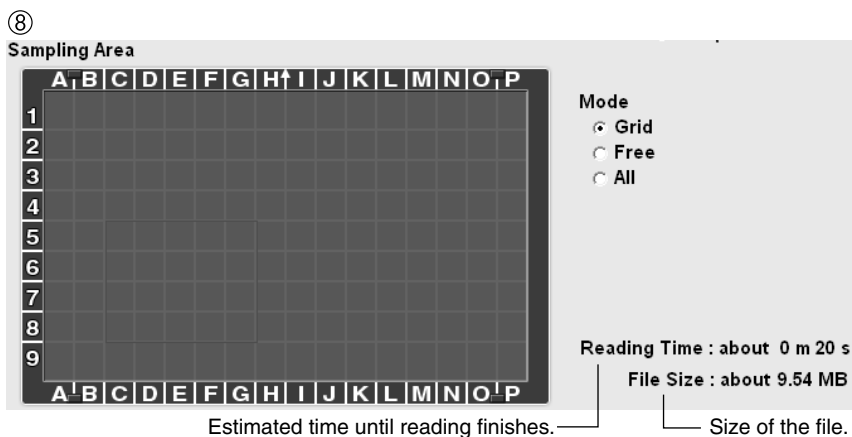 ⑧
Sampling Area
A B C D E F G H I J K L M N O P
1
2
3
4
5
6
7
8
9
A B C D E F G H I J K L M N O P
Mode
Grid
Free
All
Reading Time : about 0 m 20 s
File Size : about 9.54 MB
Estimated time until reading finishes.
Size of the file.